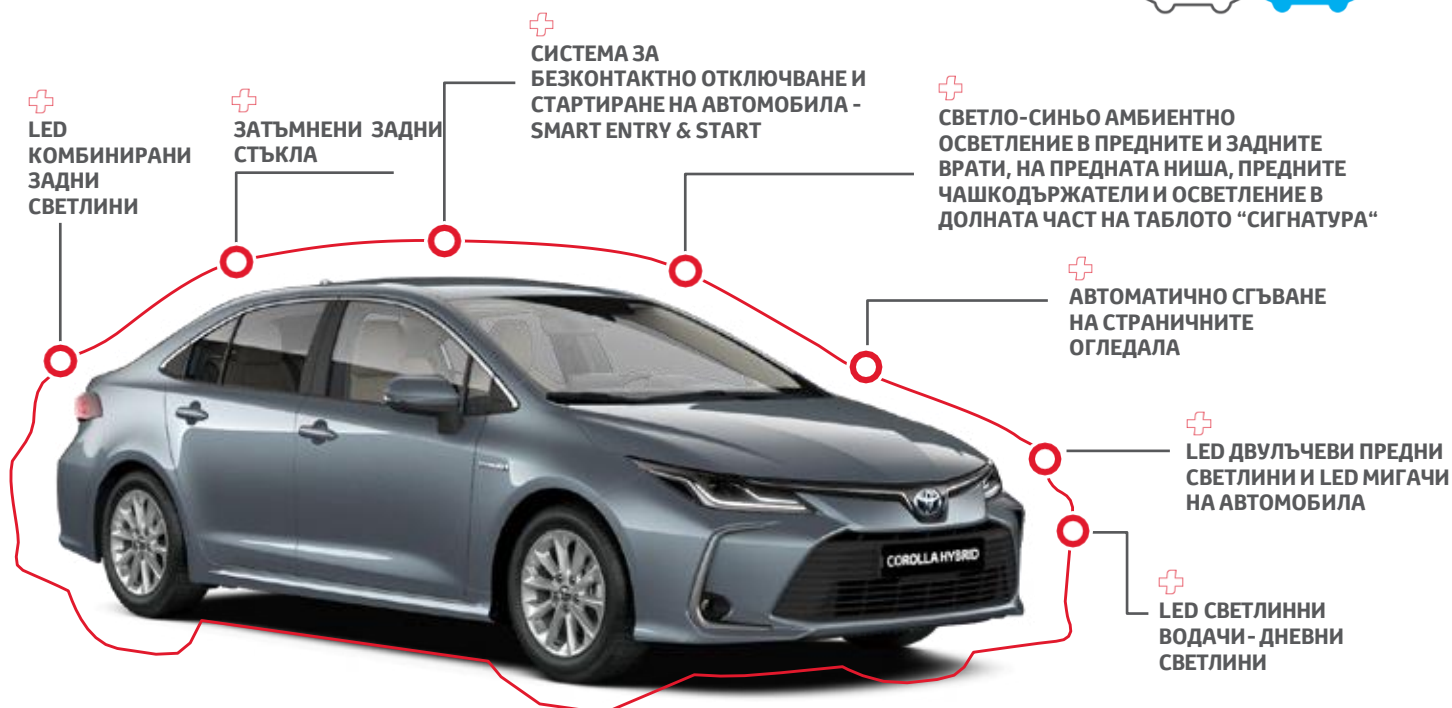 LED
КОМБИНИРАНИ
ЗАДНИ
СВЕТЛИНИ
ЗАТЪМНЕНИ ЗАДНИ
СТЪКЛА
СИСТЕМА ЗА
БЕЗКОНТАКТНО ОТКЛЮЧВАНЕ И
СТАРТИРАНЕ НА АВТОМОБИЛА -
SMART ENTRY & START
СВЕТЛО-СИНЬО АМБИЕНТНО
ОСВЕТЛЕНИЕ В ПРЕДНИТЕ И ЗАДНИТЕ
ВРАТИ, НА ПРЕДНАТА НИША, ПРЕДНИТЕ
ЧАШКОДЪРЖАТЕЛИ И ОСВЕТЛЕНИЕ В
ДОЛНАТА ЧАСТ НА ТАБЛОТО “СИГНАТУРА“
АВТОМАТИЧНО СГЪВАНЕ
НА СТРАНИЧНИТЕ
ОГЛЕДАЛА
LED ДВУЛЪЧЕВИ ПРЕДНИ
СВЕТЛИНИ И LED МИГАЧИ
НА АВТОМОБИЛА
LED СВЕТЛИННИ
ВОДАЧИ - ДНЕВНИ
СВЕТЛИНИ
COROLLA HYBRID